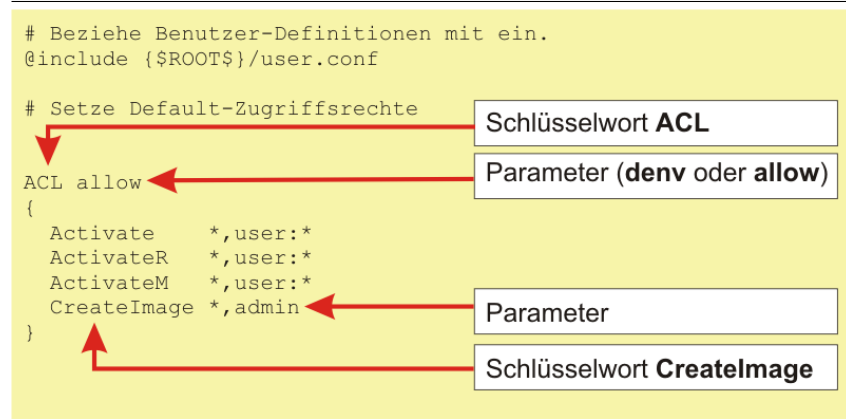 # Beziehe Benutzer-Definitionen mit ein.
@include {$ROOT$}/user.conf
# Setze Default-Zugriffsrechte
Schlüsselwort ACL
Parameter (denv oder allow)
ACL allow
{
Activate *,user:*
ActivateR *,user:*
ActivateM *,user:*
CreateImage *,admin
Parameter
}
Schlüsselwort CreateImage